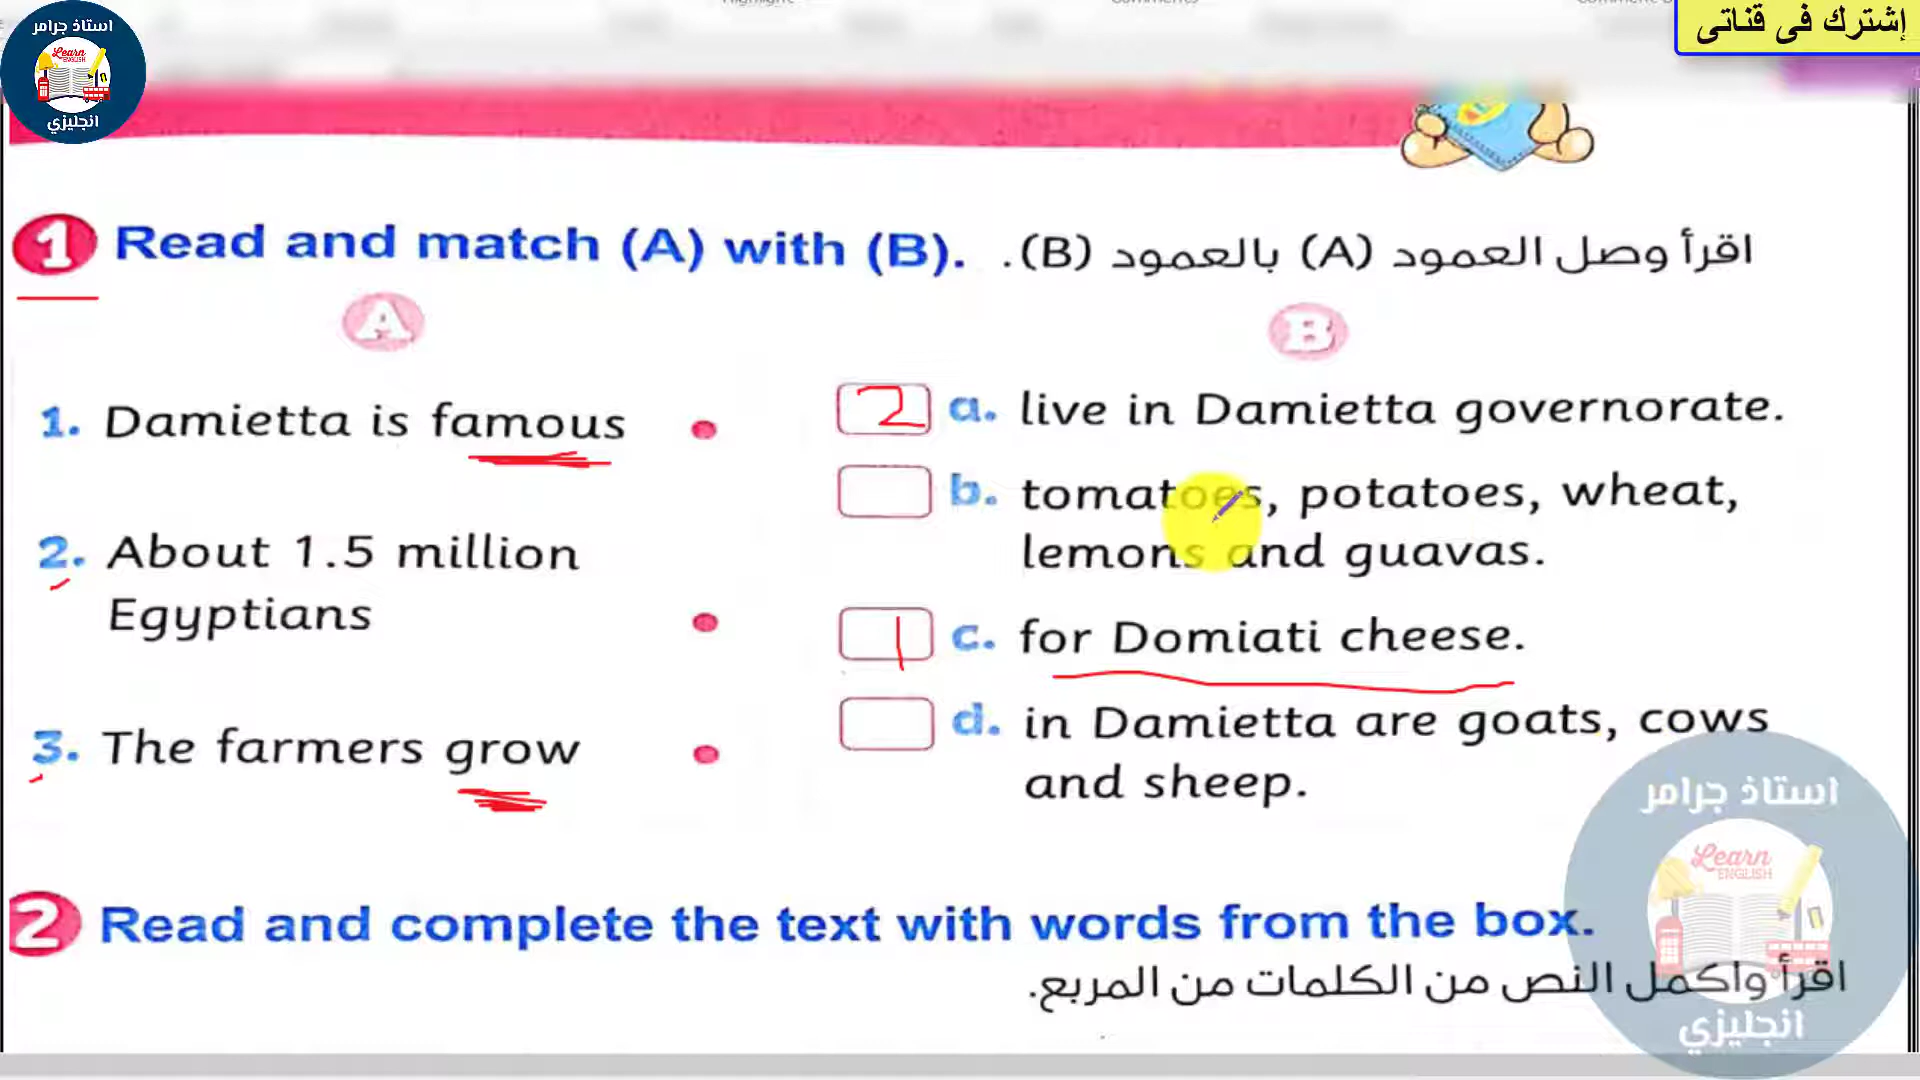 استاذ جرامر
Learn
ENGLISH
انجليزي
إشترك فى قناتى
1 Read and match (A) with (B). اقرأ وصل العمود (A) بالعمود (B).
A
B
1. Damietta is famous
2. About 1.5 million
Egyptians
3. The farmers grow
2 a. live in Damietta governorate.
b. tomatoes, potatoes, wheat,
lemons and guavas.
1 c. for Domiati cheese.
d. in Damietta are goats, cows
and sheep.
2 Read and complete the text with words from the box.
اقرأ واكمل النص من الكلمات من المربع.
استاذ جرامر
Learn
ENGLISH
انجليزي